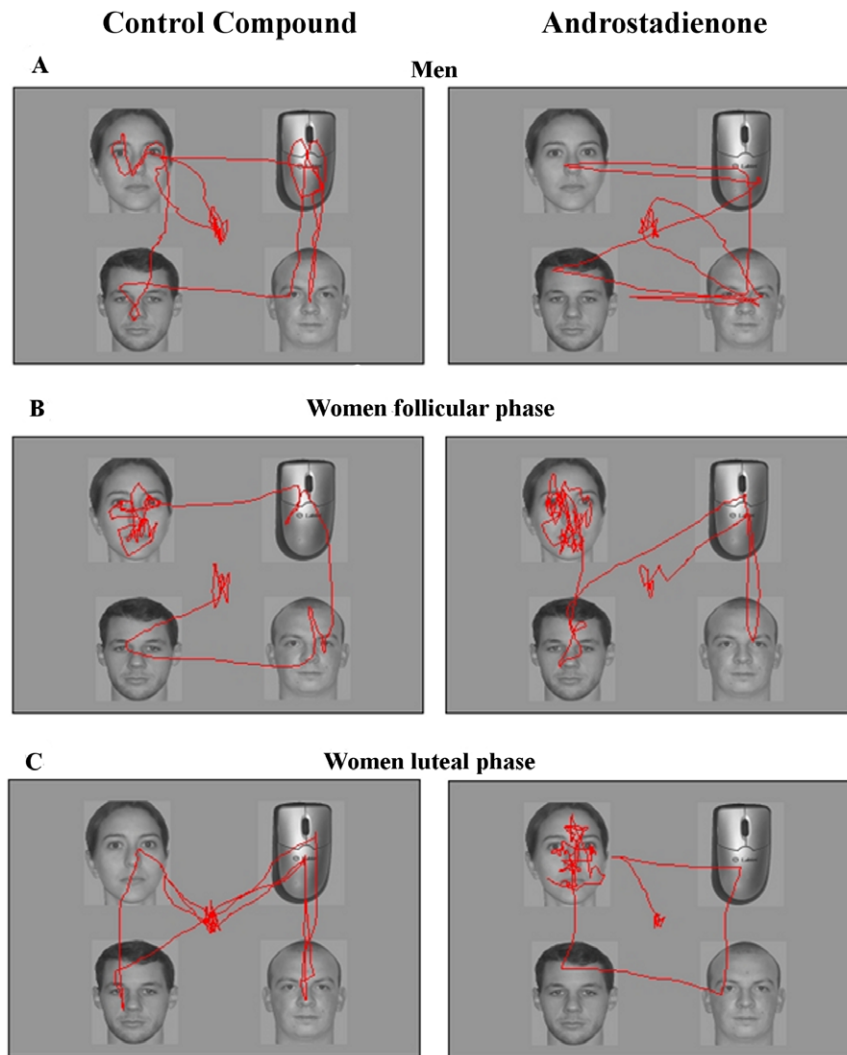 Control Compound Androstadienone
A Men
B Women follicular phase
C Women luteal phase